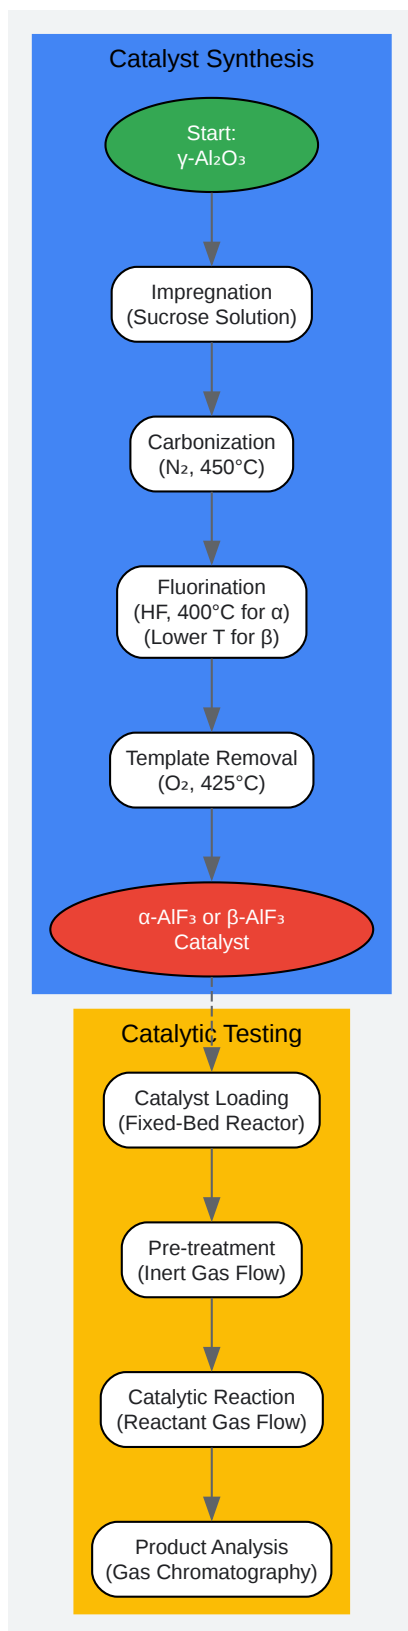 Catalyst Synthesis
Start:
γ-Al₂O₃
Impregnation
(Sucrose Solution)
Carbonization
(N₂, 450°C)
Fluorination
(HF, 400°C for α)
(Lower T for β)
Template Removal
(O₂, 425°C)
α-AlF₃ or β-AlF₃
Catalyst
Catalytic Testing
Catalyst Loading
(Fixed-Bed Reactor)
Pre-treatment
(Inert Gas Flow)
Catalytic Reaction
(Reactant Gas Flow)
Product Analysis
(Gas Chromatography)